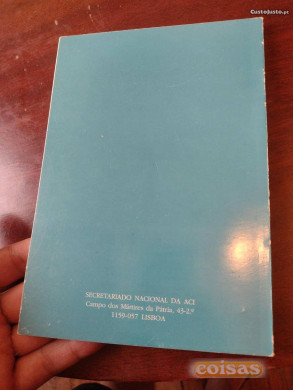 CustoJusto.pt
SECRETARIADO NACIONAL DA ACI
Campo dos Mártires da Pátria, 43-2.º
1150-057 LISBOA
coisas